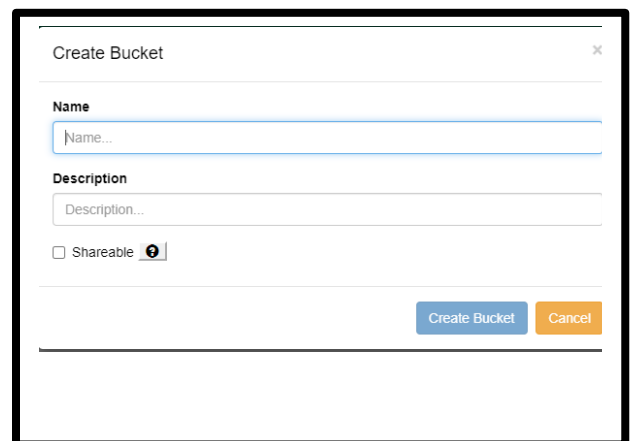 Create Bucket ×
Name
Name...
Description
Description...
Shareable ?
Create Bucket Cancel